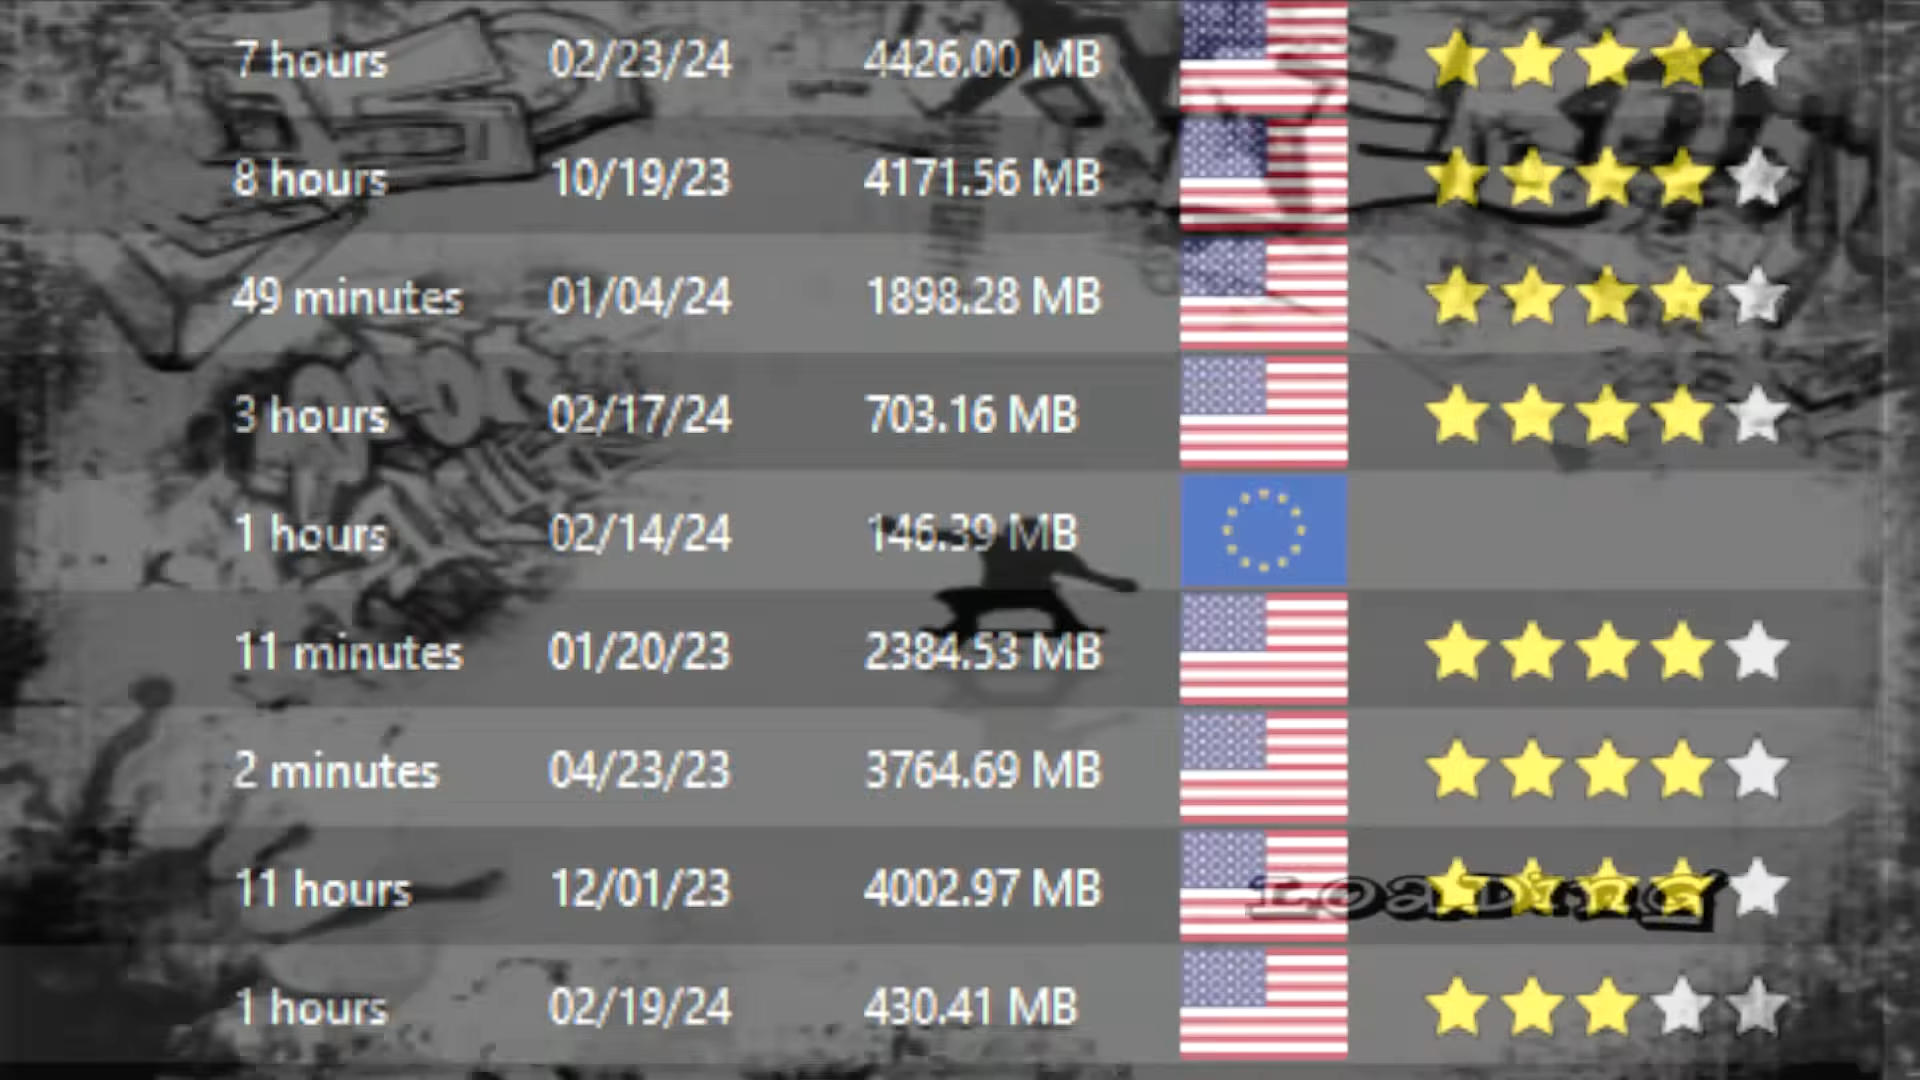 7 hours 02/23/24 4426.00 MB
8 hours 10/19/23 4171.56 MB
49 minutes 01/04/24 1898.28 MB
3 hours 02/17/24 703.16 MB
1 hours 02/14/24 146.39 MB
11 minutes 01/20/23 2384.53 MB
2 minutes 04/23/23 3764.69 MB
11 hours 12/01/23 4002.97 MB
Loading
1 hours 02/19/24 430.41 MB